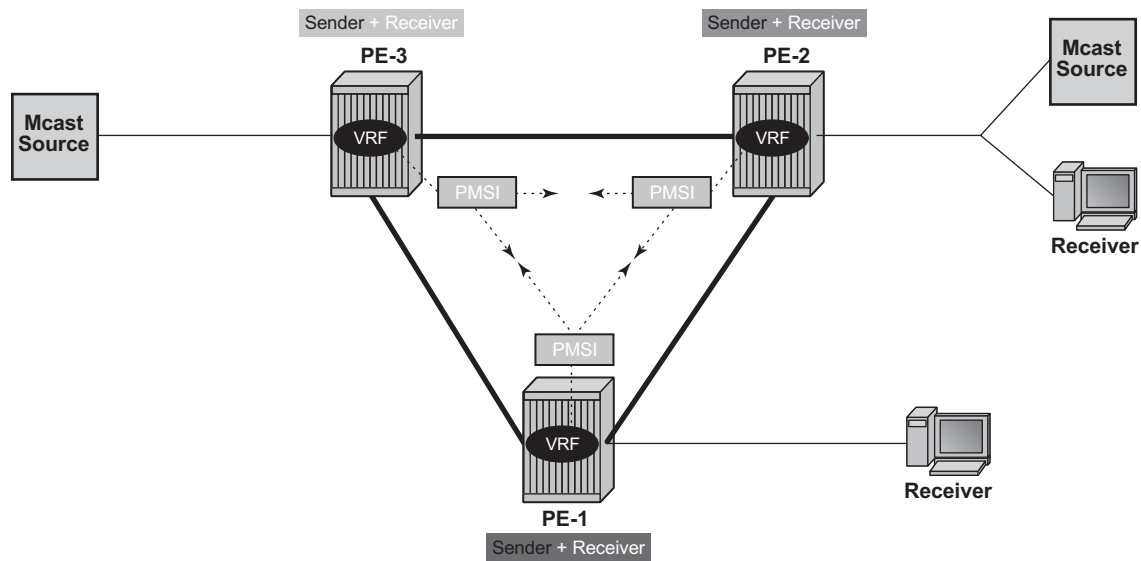 Sender + Receiver
PE-3
Sender + Receiver
PE-2
Mcast
Source
Mcast
Source
VRF
VRF
PMSI
PMSI
Receiver
PMSI
VRF
Receiver
PE-1
Sender + Receiver